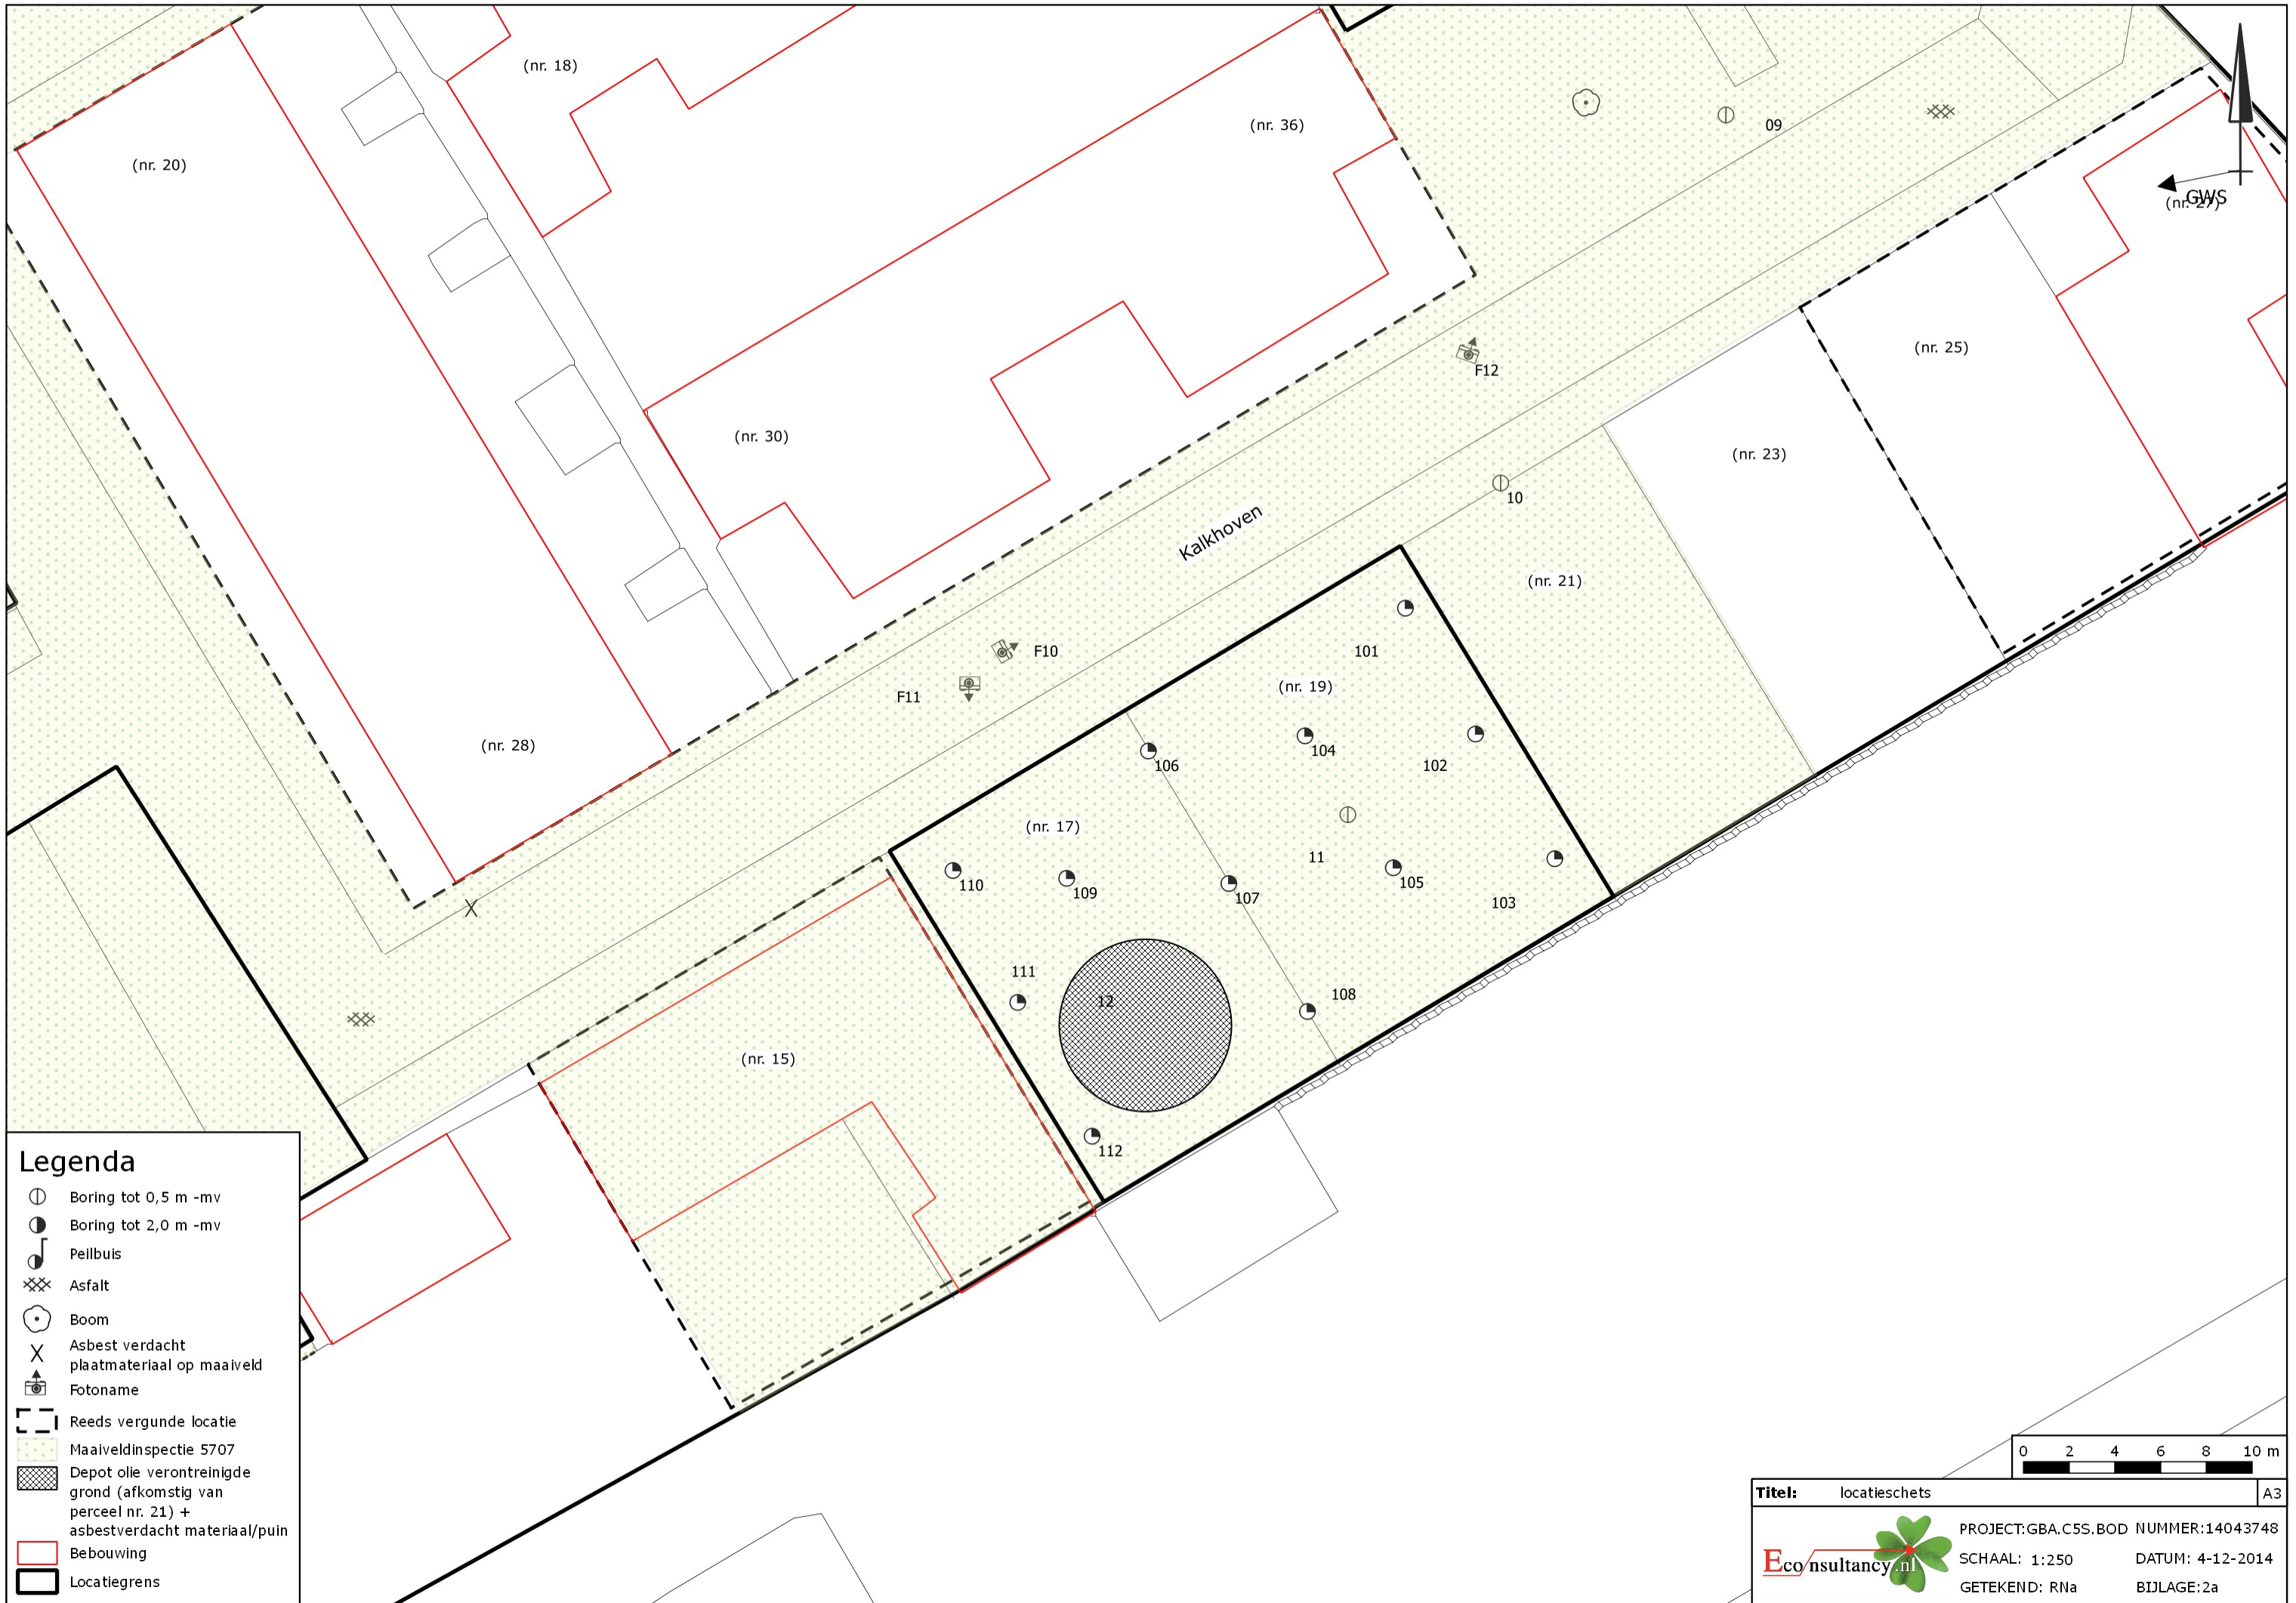 (nr. 18)
(nr. 36)
09
(nr. 20)
GWS
(nr. 27)
(nr. 25)
F12
(nr. 30)
(nr. 23)
10
Kalkhoven
(nr. 21)
F10
101
F11
(nr. 19)
(nr. 28)
104
106
102
(nr. 17)
11
110
109
107
105
103
111
12
108
(nr. 15)
112
Legenda
Boring tot 0,5 m -mv
Boring tot 2,0 m -mv
Peilbuis
Asfalt
Boom
Asbest verdacht
plaatmateriaal op maaiveld
Fotoname
Reeds vergunde locatie
Maaiveldinspectie 5707
Depot olie verontreinigde
grond (afkomstig van
perceel nr. 21) +
asbestverdacht materiaal/puin
Bebouwing
Locatiegrens
0 2 4 6 8 10 m
Titel: locatieschets A3
Econsultancy.nl
PROJECT:GBA.C5S.BOD NUMMER:14043748
SCHAAL: 1:250 DATUM: 4-12-2014
GETEKEND: RNa BIJLAGE:2a